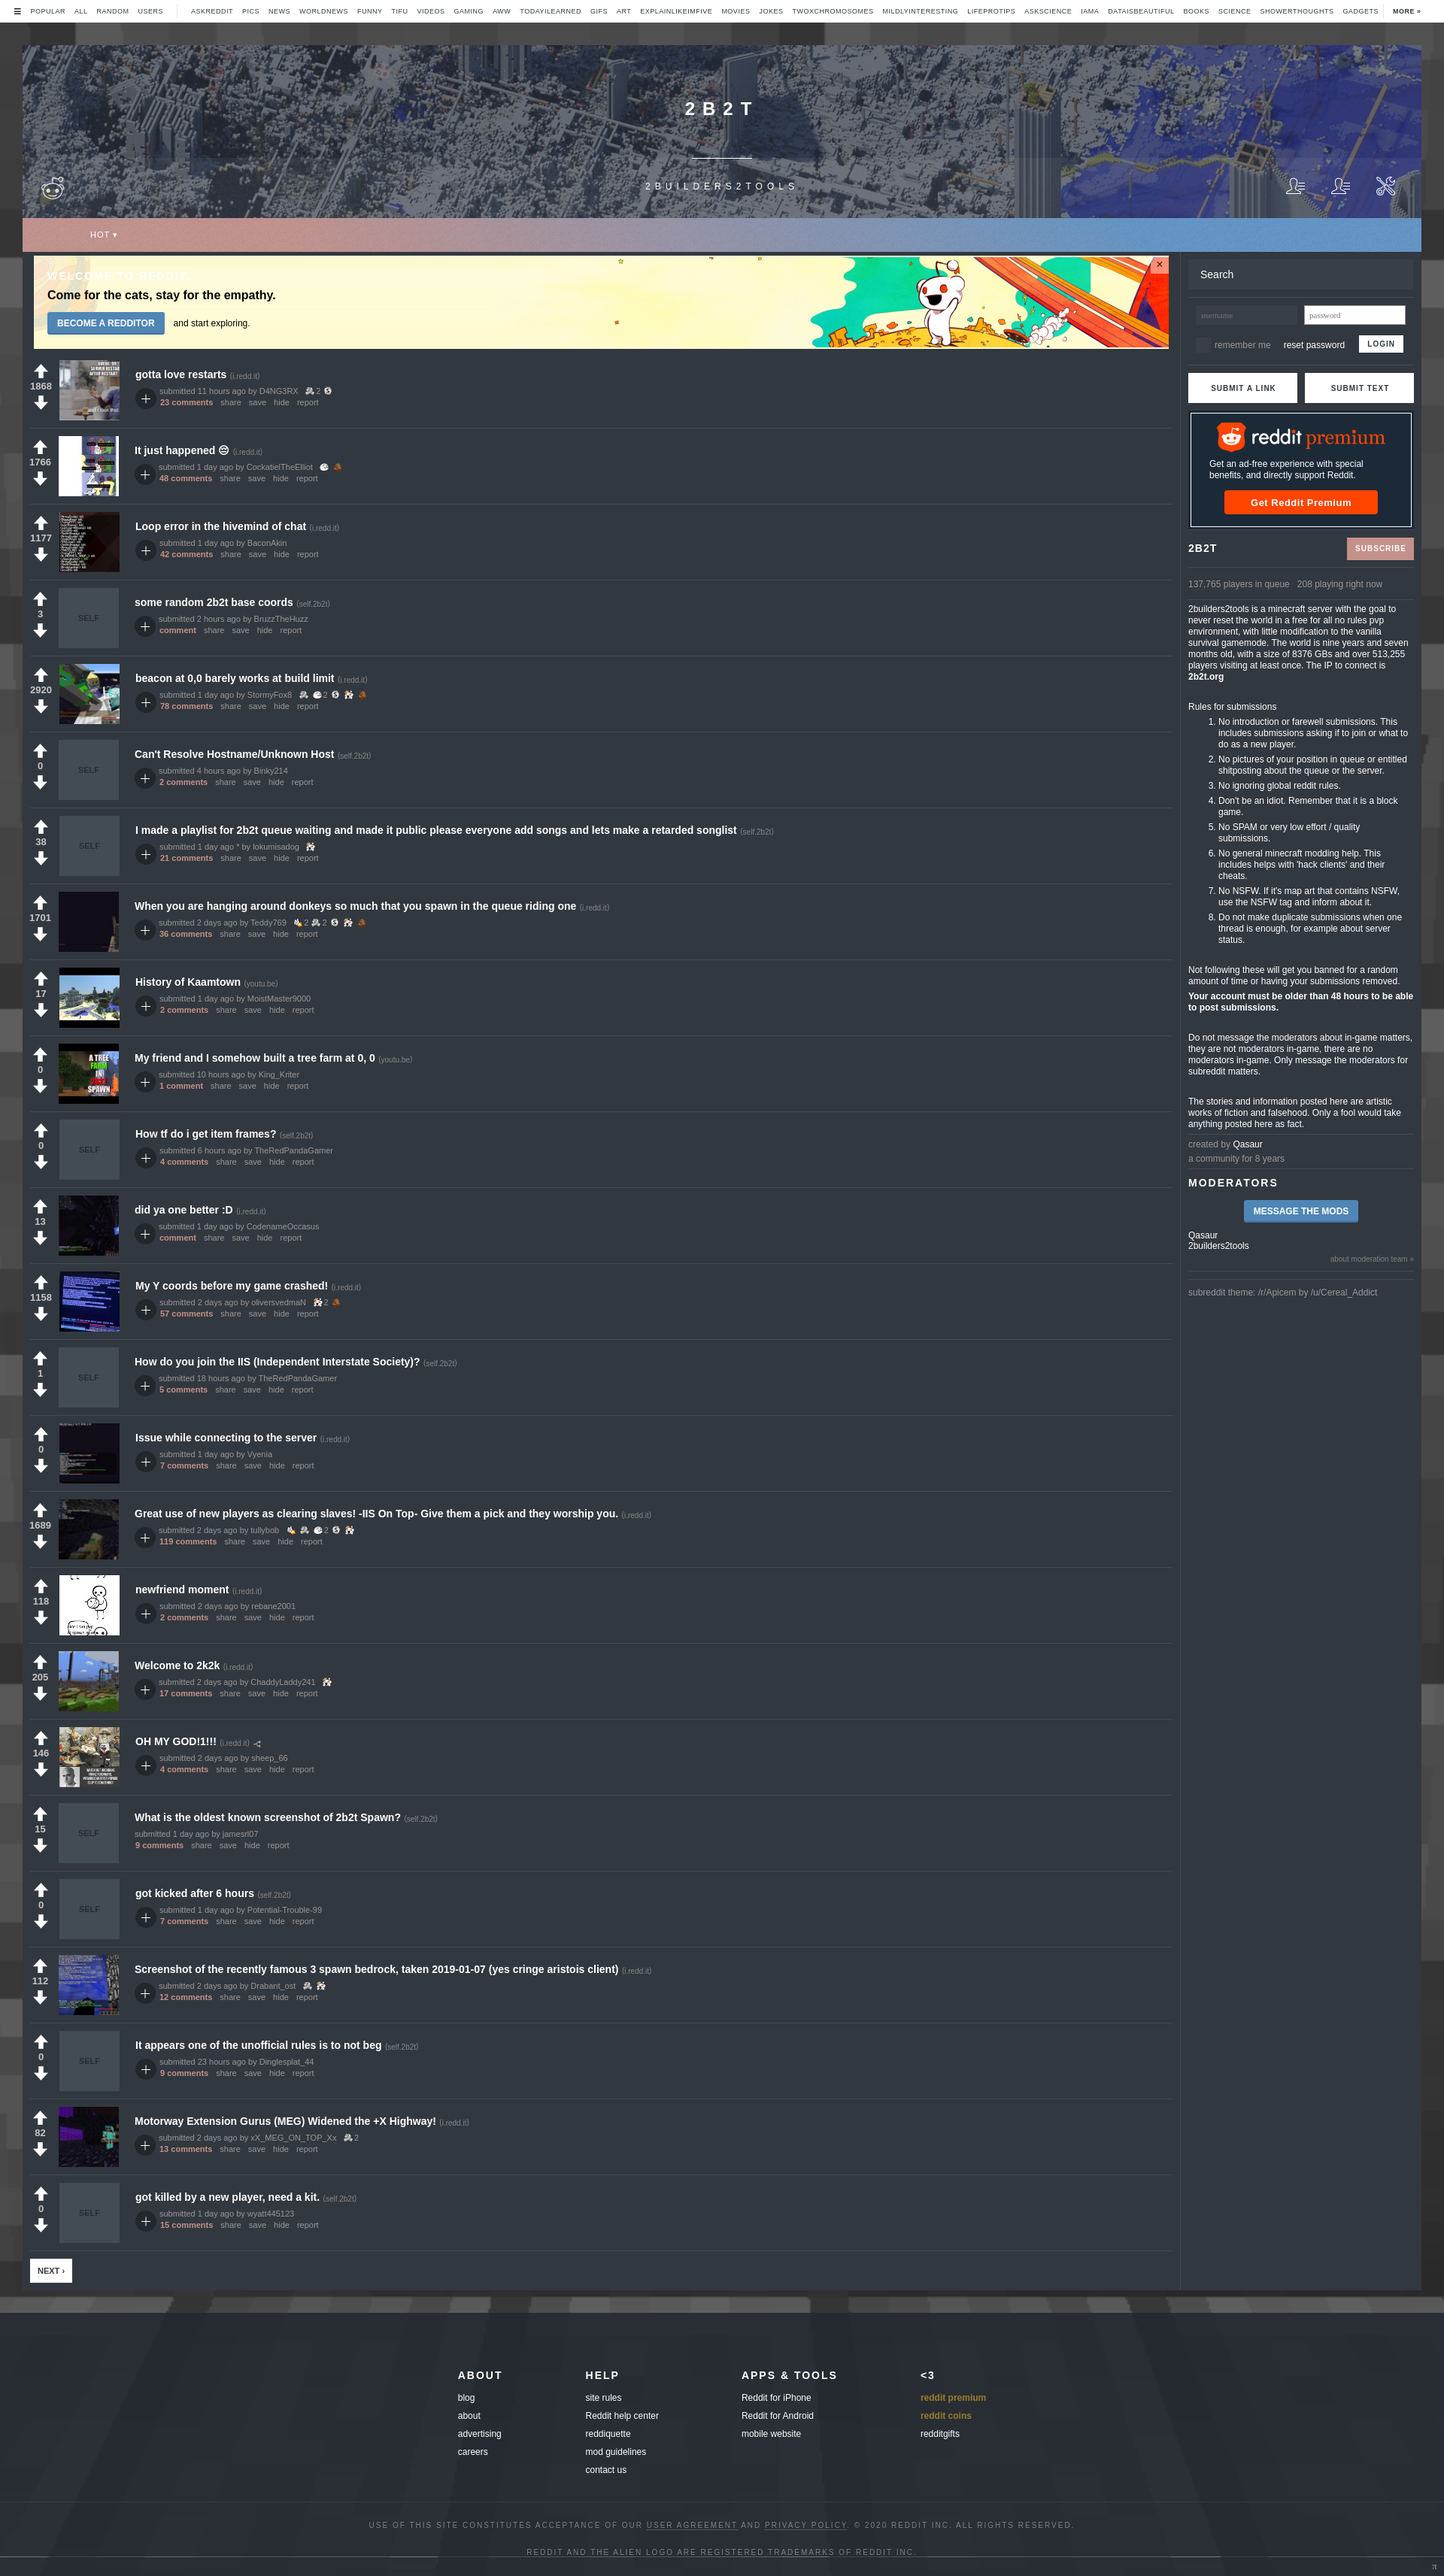 POPULAR ALL RANDOM USERS ASKREDDIT PICS NEWS WORLDNEWS FUNNY TIFU VIDEOS GAMING AWW TODAYILEARNED GIFS ART EXPLAINLIKEIMFIVE MOVIES JOKES TWOXCHROMOSOMES MILDLYINTERESTING LIFEPROTIPS ASKSCIENCE IAMA DATAISBEAUTIFUL BOOKS SCIENCE SHOWERTHOUGHTS GADGETS MORE »
2B2T
2BUILDERS2TOOLS
HOT ▾
WELCOME TO REDDIT,
Come for the cats, stay for the empathy.
BECOME A REDDITOR and start exploring.
×
1868
gotta love restarts (i.redd.it)
submitted 11 hours ago by D4NG3RX 2
23 comments share save hide report
1766
It just happened 😔 (i.redd.it)
submitted 1 day ago by CockatielTheElliot
48 comments share save hide report
1177
Loop error in the hivemind of chat (i.redd.it)
submitted 1 day ago by BaconAkin
42 comments share save hide report
3
SELF
some random 2b2t base coords (self.2b2t)
submitted 2 hours ago by BruzzTheHuzz
comment share save hide report
2920
beacon at 0,0 barely works at build limit (i.redd.it)
submitted 1 day ago by StormyFox8 2
78 comments share save hide report
0
SELF
Can't Resolve Hostname/Unknown Host (self.2b2t)
submitted 4 hours ago by Binky214
2 comments share save hide report
38
SELF
I made a playlist for 2b2t queue waiting and made it public please everyone add songs and lets make a retarded songlist (self.2b2t)
submitted 1 day ago * by lokumisadog
21 comments share save hide report
1701
When you are hanging around donkeys so much that you spawn in the queue riding one (i.redd.it)
submitted 2 days ago by Teddy769 2 2
36 comments share save hide report
17
History of Kaamtown (youtu.be)
submitted 1 day ago by MoistMaster9000
2 comments share save hide report
0
A TREE FARM IN 2B2T SPAWN
My friend and I somehow built a tree farm at 0, 0 (youtu.be)
submitted 10 hours ago by King_Kriter
1 comment share save hide report
0
SELF
How tf do i get item frames? (self.2b2t)
submitted 6 hours ago by TheRedPandaGamer
4 comments share save hide report
13
did ya one better :D (i.redd.it)
submitted 1 day ago by CodenameOccasus
comment share save hide report
1158
My Y coords before my game crashed! (i.redd.it)
submitted 2 days ago by oliversvedmaN 2
57 comments share save hide report
1
SELF
How do you join the IIS (Independent Interstate Society)? (self.2b2t)
submitted 18 hours ago by TheRedPandaGamer
5 comments share save hide report
0
Issue while connecting to the server (i.redd.it)
submitted 1 day ago by Vyenia
7 comments share save hide report
1689
Great use of new players as clearing slaves! -IIS On Top- Give them a pick and they worship you. (i.redd.it)
submitted 2 days ago by tullybob 2
119 comments share save hide report
118
newfriend moment (i.redd.it)
submitted 2 days ago by rebane2001
2 comments share save hide report
205
Welcome to 2k2k (i.redd.it)
submitted 2 days ago by ChaddyLaddy241
17 comments share save hide report
146
OH MY GOD!1!!! (i.redd.it)
submitted 2 days ago by sheep_66
4 comments share save hide report
15
SELF
What is the oldest known screenshot of 2b2t Spawn? (self.2b2t)
submitted 1 day ago by jamesrl07
9 comments share save hide report
0
SELF
got kicked after 6 hours (self.2b2t)
submitted 1 day ago by Potential-Trouble-99
7 comments share save hide report
112
Screenshot of the recently famous 3 spawn bedrock, taken 2019-01-07 (yes cringe aristois client) (i.redd.it)
submitted 2 days ago by Drabant_ost
12 comments share save hide report
0
SELF
It appears one of the unofficial rules is to not beg (self.2b2t)
submitted 23 hours ago by Dinglesplat_44
9 comments share save hide report
82
Motorway Extension Gurus (MEG) Widened the +X Highway! (i.redd.it)
submitted 2 days ago by xX_MEG_ON_TOP_Xx 2
13 comments share save hide report
0
SELF
got killed by a new player, need a kit. (self.2b2t)
submitted 1 day ago by wyatt445123
15 comments share save hide report
NEXT ›
Search
username password
remember me reset password LOGIN
SUBMIT A LINK SUBMIT TEXT
reddit premium
Get an ad-free experience with special
benefits, and directly support Reddit.
Get Reddit Premium
2B2T SUBSCRIBE
137,765 players in queue 208 playing right now
2builders2tools is a minecraft server with the goal to
never reset the world in a free for all no rules pvp
environment, with little modification to the vanilla
survival gamemode. The world is nine years and seven
months old, with a size of 8376 GBs and over 513,255
players visiting at least once. The IP to connect is
2b2t.org
Rules for submissions
1. No introduction or farewell submissions. This
includes submissions asking if to join or what to
do as a new player.
2. No pictures of your position in queue or entitled
shitposting about the queue or the server.
3. No ignoring global reddit rules.
4. Don't be an idiot. Remember that it is a block
game.
5. No SPAM or very low effort / quality
submissions.
6. No general minecraft modding help. This
includes helps with 'hack clients' and their
cheats.
7. No NSFW. If it's map art that contains NSFW,
use the NSFW tag and inform about it.
8. Do not make duplicate submissions when one
thread is enough, for example about server
status.
Not following these will get you banned for a random
amount of time or having your submissions removed.
Your account must be older than 48 hours to be able
to post submissions.
Do not message the moderators about in-game matters,
they are not moderators in-game, there are no
moderators in-game. Only message the moderators for
subreddit matters.
The stories and information posted here are artistic
works of fiction and falsehood. Only a fool would take
anything posted here as fact.
created by Qasaur
a community for 8 years
MODERATORS
MESSAGE THE MODS
Qasaur
2builders2tools
about moderation team »
subreddit theme: /r/Apicem by /u/Cereal_Addict
ABOUT
blog
about
advertising
careers
HELP
site rules
Reddit help center
reddiquette
mod guidelines
contact us
APPS & TOOLS
Reddit for iPhone
Reddit for Android
mobile website
<3
reddit premium
reddit coins
redditgifts
USE OF THIS SITE CONSTITUTES ACCEPTANCE OF OUR USER AGREEMENT AND PRIVACY POLICY. © 2020 REDDIT INC. ALL RIGHTS RESERVED.
REDDIT AND THE ALIEN LOGO ARE REGISTERED TRADEMARKS OF REDDIT INC.
π